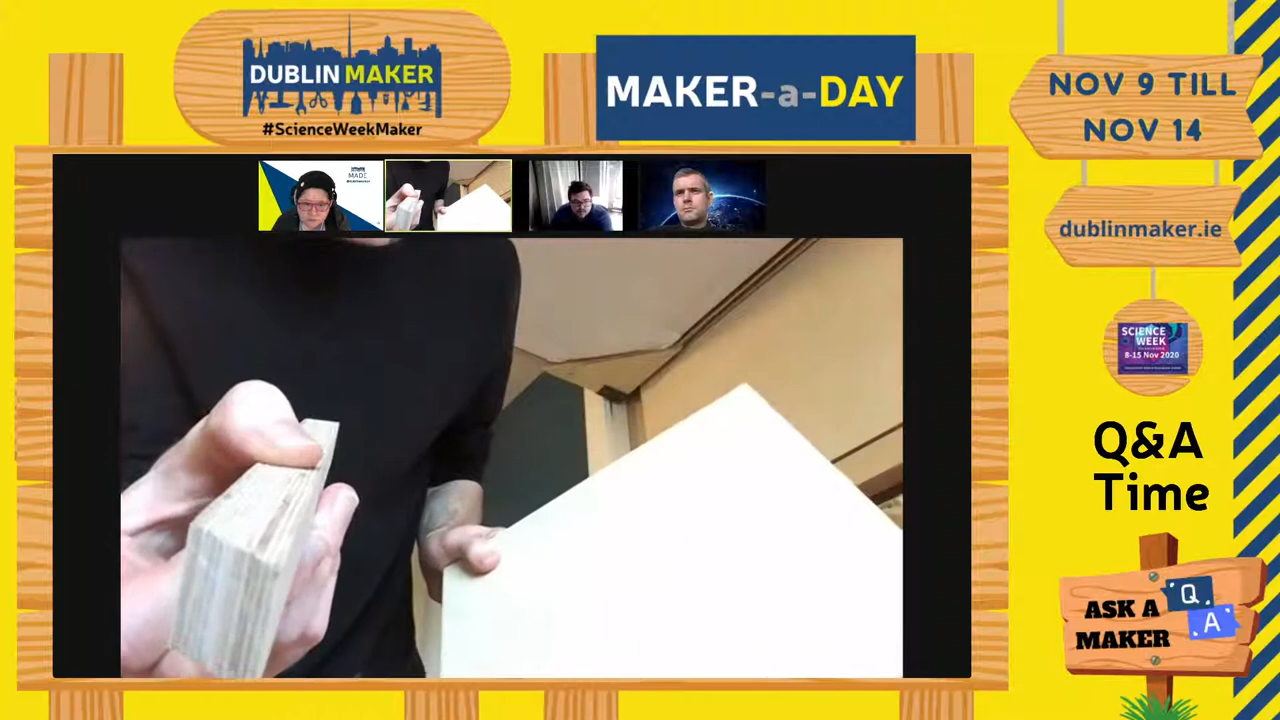 DUBLIN MAKER
#ScienceWeekMaker
MAKER-a-DAY
NOV 9 TILL
NOV 14
dublinmaker.ie
SCIENCE
WEEK
8-15 Nov 2020
MADE
Q&A
Time
ASK A
MAKER
Q
A